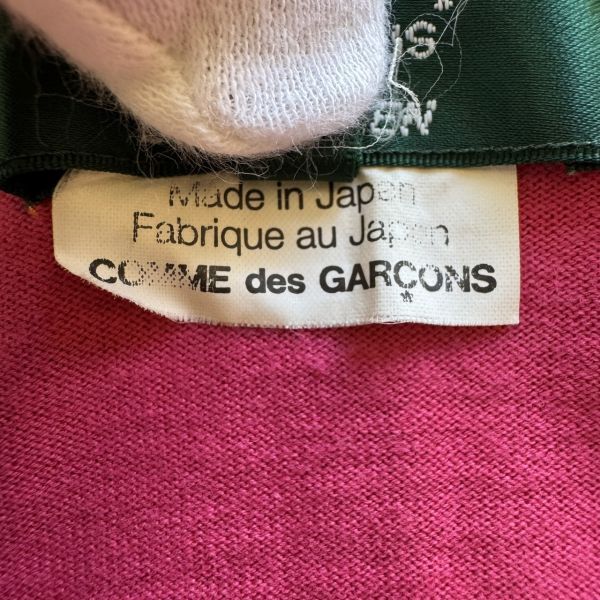 Made in Japan
Fabrique au Japon
COMME des GARÇONS